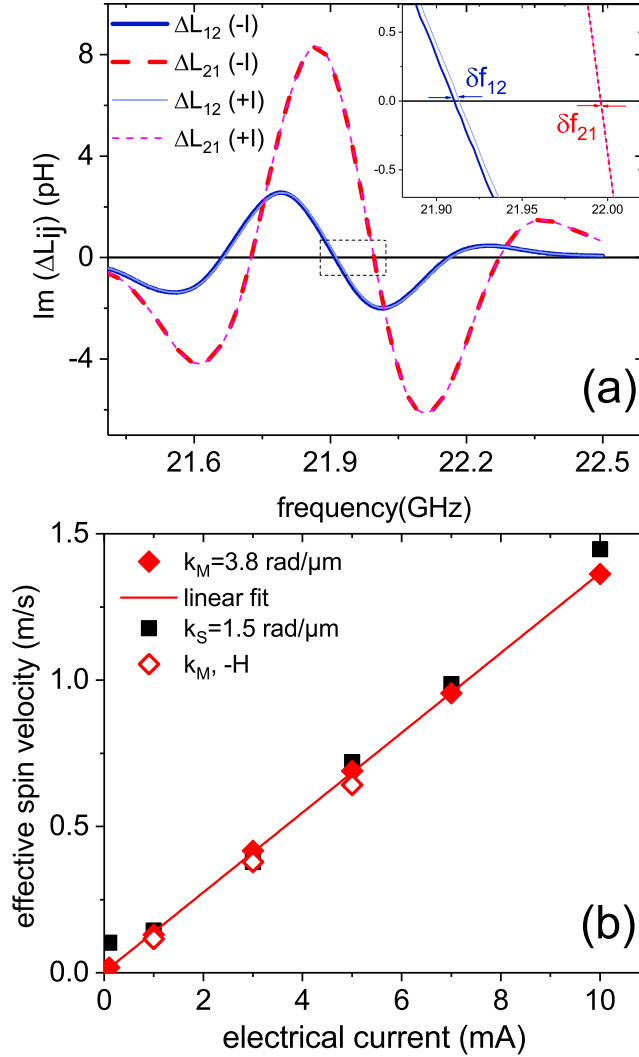 ΔL12 (-I)
ΔL21 (-I)
ΔL12 (+I)
ΔL21 (+I)
8
4
0
-4
Im (ΔLij) (pH)
0.5
0.0
-0.5
δf12
δf21
21.90 21.95 22.00
(a)
21.6 21.9 22.2 22.5
frequency(GHz)
1.5
1.0
0.5
0.0
effective spin velocity (m/s)
kM=3.8 rad/μm
linear fit
kS=1.5 rad/μm
kM, -H
(b)
0 2 4 6 8 10
electrical current (mA)